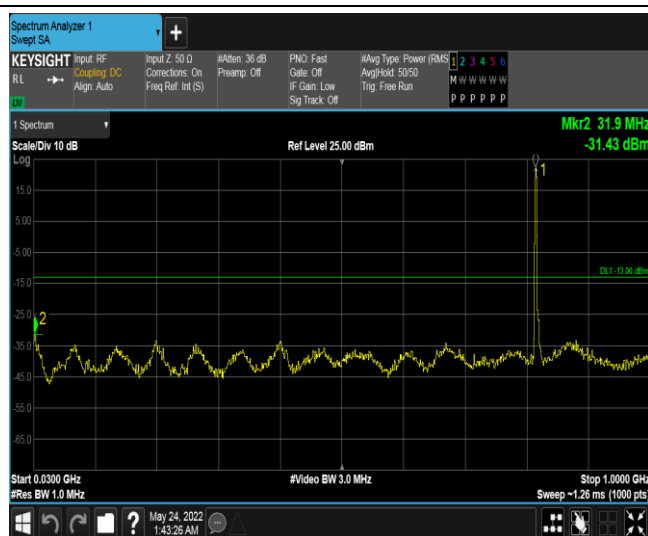 Spectrum Analyzer 1
Swept SA
KEYSIGHT
RL
LM
Input: RF
Coupling: DC
Align: Auto
Input Z: 50 Ω
Corrections: On
Freq Ref: Int (S)
#Atten: 36 dB
Preamp: Off
PNO: Fast
Gate: Off
IF Gain: Low
Sig Track: Off
#Avg Type: Power (RMS
Avg|Hold: 50/50
Trig: Free Run
1 2 3 4 5 6
M W W W W W
P P P P P P
1 Spectrum
Scale/Div 10 dB
Ref Level 25.00 dBm
Mkr2 31.9 MHz
-31.43 dBm
Log
15.0
5.00
-5.00
-15.0
-25.0
-35.0
-45.0
-55.0
-65.0
1
2
DL1 -13.00 dBm
Start 0.0300 GHz
#Res BW 1.0 MHz
#Video BW 3.0 MHz
Stop 1.0000 GHz
Sweep ~1.26 ms (1000 pts)
May 24, 2022
1:43:26 AM